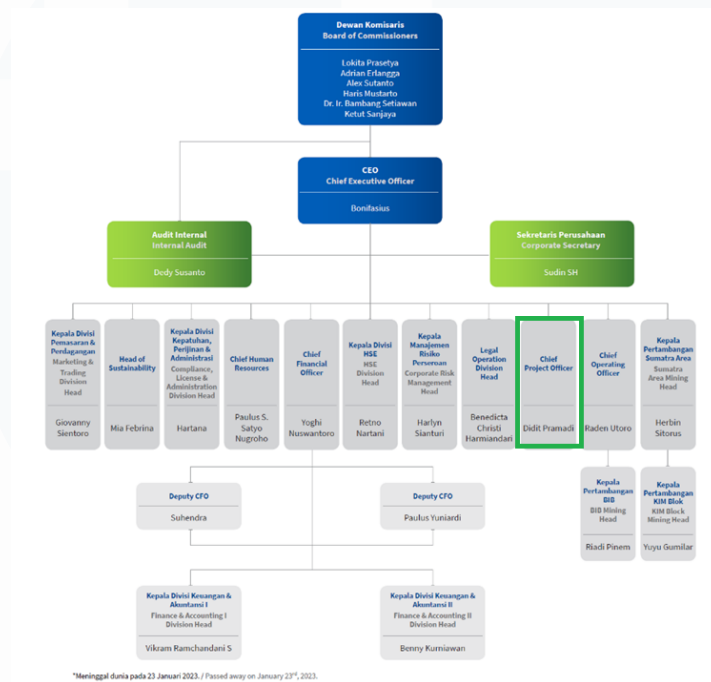 Dewan Komisaris
Board of Commissioners
Lokita Prasetya
Adrian Erlangga
Alex Sutanto
Haris Mustarto
Dr. Ir. Bambang Setiawan
Ketut Sanjaya
CEO
Chief Executive Officer
Bonifasius
Audit Internal
Internal Audit
Dedy Susanto
Sekretaris Perusahaan
Corporate Secretary
Sudin SH
Kepala Divisi
Pemasaran &
Perdagangan
Marketing &
Trading
Division
Head
Giovanny
Sientoro
Head of
Sustainability
Mia Febrina
Kepala Divisi
Kepatuhan,
Perijinan &
Administrasi
Compliance,
License &
Administration
Division Head
Hartana
Chief Human
Resources
Paulus S.
Satyo
Nugroho
Chief
Financial
Officer
Yoghi
Nuswantoro
Kepala Divisi
HSE
HSE
Division
Head
Retno
Nartani
Kepala
Manajemen
Risiko
Perseroan
Corporate Risk
Management
Head
Harlyn
Sianturi
Legal
Operation
Division
Head
Benedicta
Christi
Harmiandari
Chief
Project Officer
Didit Pramadi
Chief
Operating
Officer
Raden Utoro
Kepala
Pertambangan
Sumatra Area
Sumatra
Area Mining
Head
Herbin
Sitorus
Deputy CFO
Suhendra
Deputy CFO
Paulus Yuniardi
Kepala
Pertambangan
BIB
BIB Mining
Head
Riadi Pinem
Kepala
Pertambangan
KIM Blok
KIM Block
Mining Head
Yuyu Gumilar
Kepala Divisi Keuangan &
Akuntansi I
Finance & Accounting I
Division Head
Vikram Ramchandani S
Kepala Divisi Keuangan &
Akuntansi II
Finance & Accounting II
Division Head
Benny Kurniawan
*Meninggal dunia pada 23 Januari 2023. / Passed away on January 23rd, 2023.